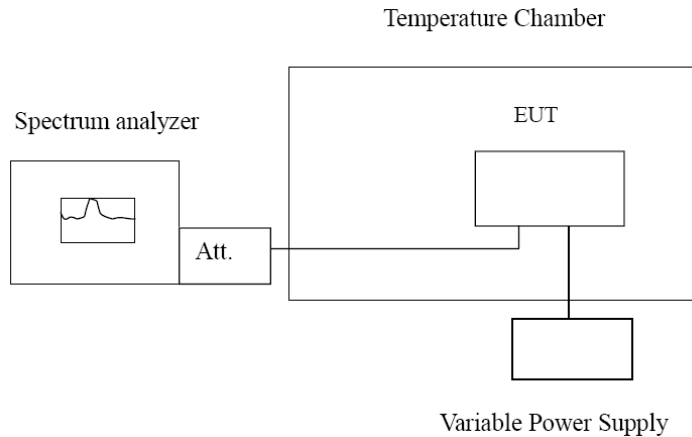 Temperature Chamber
Spectrum analyzer
EUT
Att.
Variable Power Supply